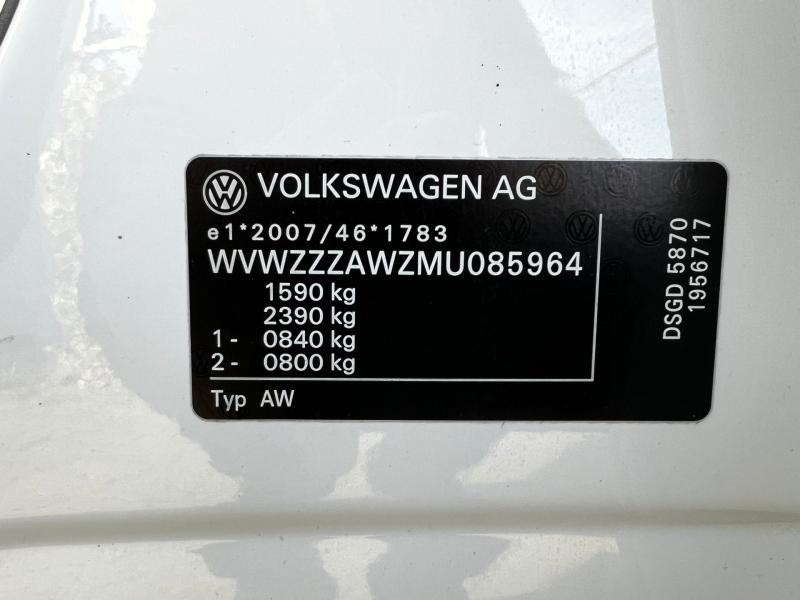 VOLKSWAGEN AG
e1*2007/46*1783
WVWZZZAWZMU085964
1590 kg
2390 kg
1- 0840 kg
2- 0800 kg
Typ AW
DSGD 5870
1956717